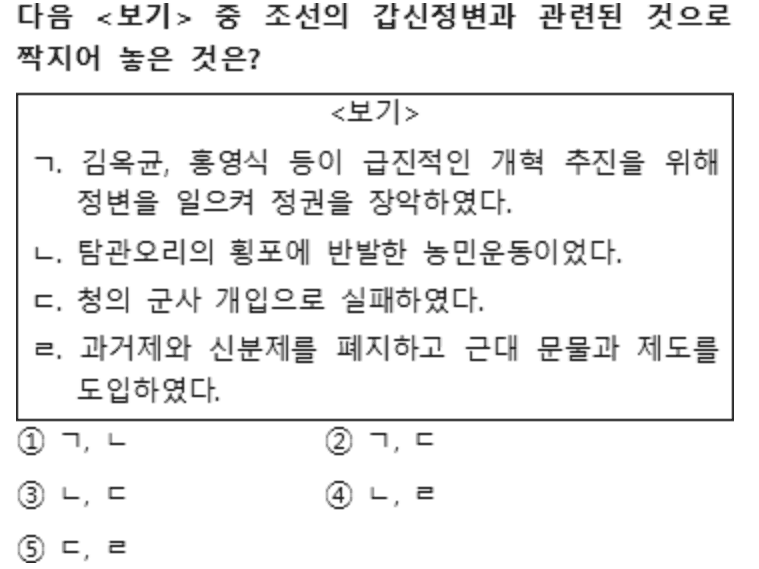 다음 <보기> 중 조선의 갑신정변과 관련된 것으로
짝지어 놓은 것은?
<보기>
ㄱ. 김옥균, 홍영식 등이 급진적인 개혁 추진을 위해
정변을 일으켜 정권을 장악하였다.
ㄴ. 탐관오리의 횡포에 반발한 농민운동이었다.
ㄷ. 청의 군사 개입으로 실패하였다.
ㄹ. 과거제와 신분제를 폐지하고 근대 문물과 제도를
도입하였다.
① ㄱ, ㄴ ② ㄱ, ㄷ
③ ㄴ, ㄷ ④ ㄴ, ㄹ
⑤ ㄷ, ㄹ